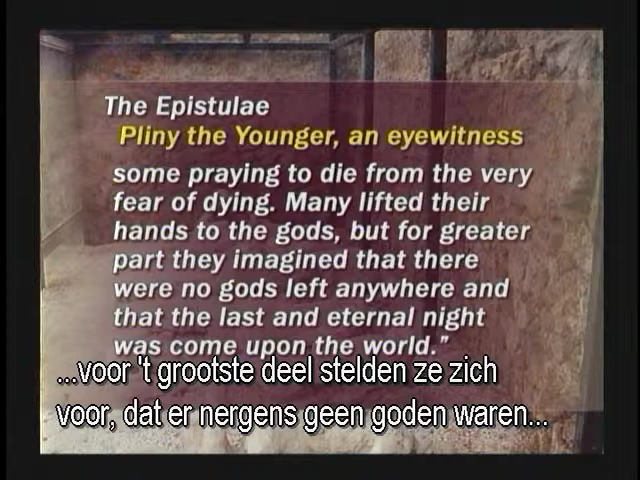 The Epistulae
Pliny the Younger, an eyewitness
some praying to die from the very
fear of dying. Many lifted their
hands to the gods, but for greater
part they imagined that there
were no gods left anywhere and
that the last and eternal night
was come upon the world."
...voor 't grootste deel stelden ze zich
voor, dat er nergens geen goden waren...